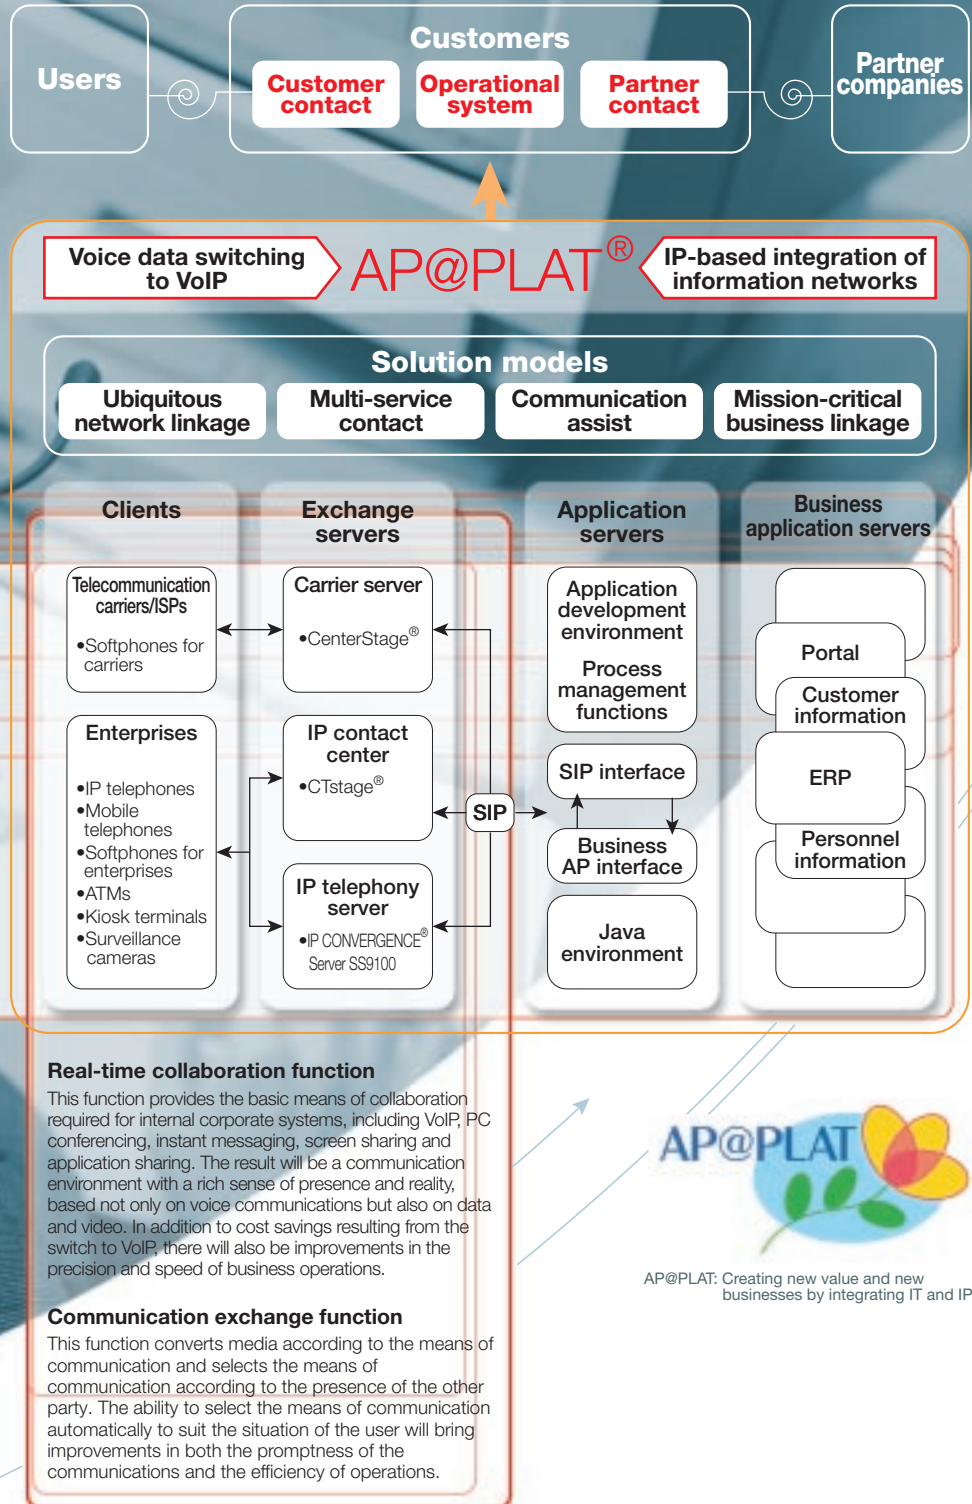 Users
Customers
Customer
contact
Operational
system
Partner
contact
Partner
companies
Voice data switching
to VoIP
AP@PLAT®
IP-based integration of
information networks
Solution models
Ubiquitous
network linkage
Multi-service
contact
Communication
assist
Mission-critical
business linkage
Clients
Telecommunication
carriers/ISPs
•Softphones for
carriers
Enterprises
•IP telephones
•Mobile
telephones
•Softphones for
enterprises
•ATMs
•Kiosk terminals
•Surveillance
cameras
Exchange
servers
Carrier server
•CenterStage®
IP contact
center
•CTstage®
IP telephony
server
•IP CONVERGENCE®
Server SS9100
SIP
Application
servers
Application
development
environment
Process
management
functions
SIP interface
Business
AP interface
Java
environment
Business
application servers
Portal
Customer
information
ERP
Personnel
information
Real-time collaboration function
This function provides the basic means of collaboration
required for internal corporate systems, including VoIP, PC
conferencing, instant messaging, screen sharing and
application sharing. The result will be a communication
environment with a rich sense of presence and reality,
based not only on voice communications but also on data
and video. In addition to cost savings resulting from the
switch to VoIP, there will also be improvements in the
precision and speed of business operations.
Communication exchange function
This function converts media according to the means of
communication and selects the means of
communication according to the presence of the other
party. The ability to select the means of communication
automatically to suit the situation of the user will bring
improvements in both the promptness of the
communications and the efficiency of operations.
AP@PLAT
AP@PLAT: Creating new value and new
businesses by integrating IT and IP